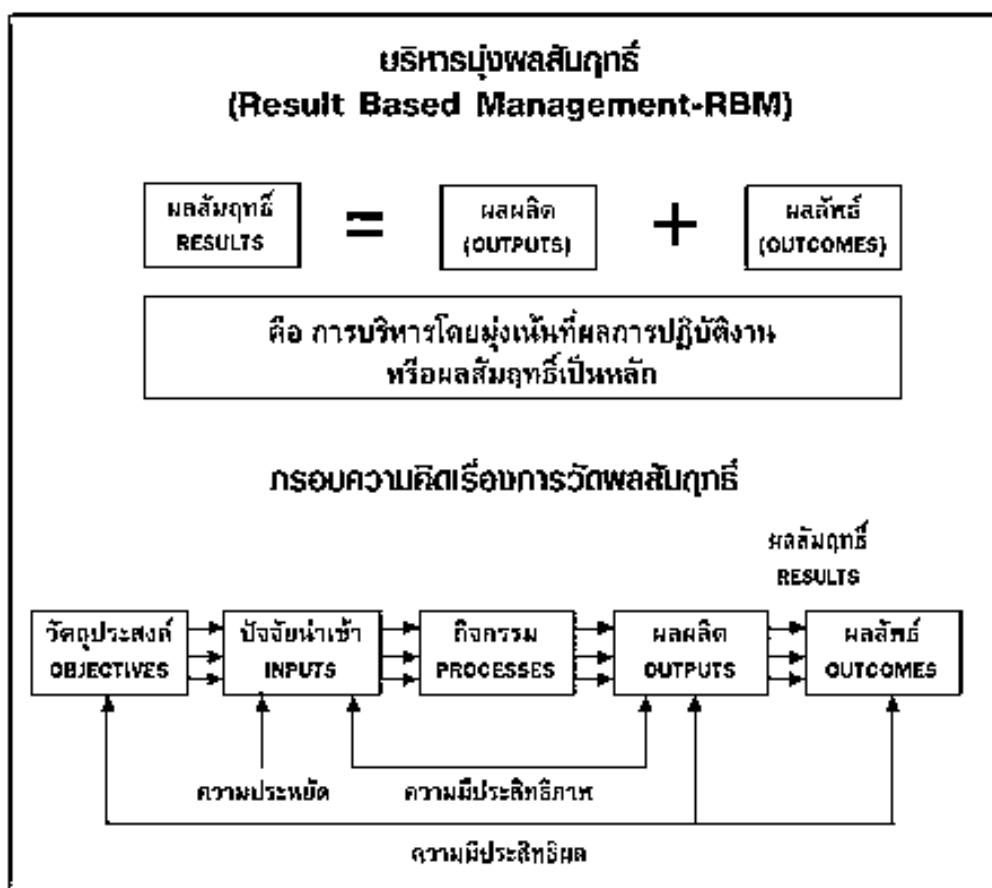 บริหารมุ่งผลสัมฤทธิ์
(Result Based Management-RBM)
ผลสัมฤทธิ์
RESULTS
=
ผลผลิต
(OUTPUTS)
+
ผลลัพธ์
(OUTCOMES)
คือ การบริหารโดยมุ่งเน้นที่ผลการปฏิบัติงาน
หรือผลสัมฤทธิ์เป็นหลัก
กรอบความคิดเรื่องการวัดผลสัมฤทธิ์
ผลสัมฤทธิ์
RESULTS
วัตถุประสงค์
OBJECTIVES
ปัจจัยนำเข้า
INPUTS
กิจกรรม
PROCESSES
ผลผลิต
OUTPUTS
ผลลัพธ์
OUTCOMES
ความประหยัด
ความมีประสิทธิภาพ
ความมีประสิทธิผล